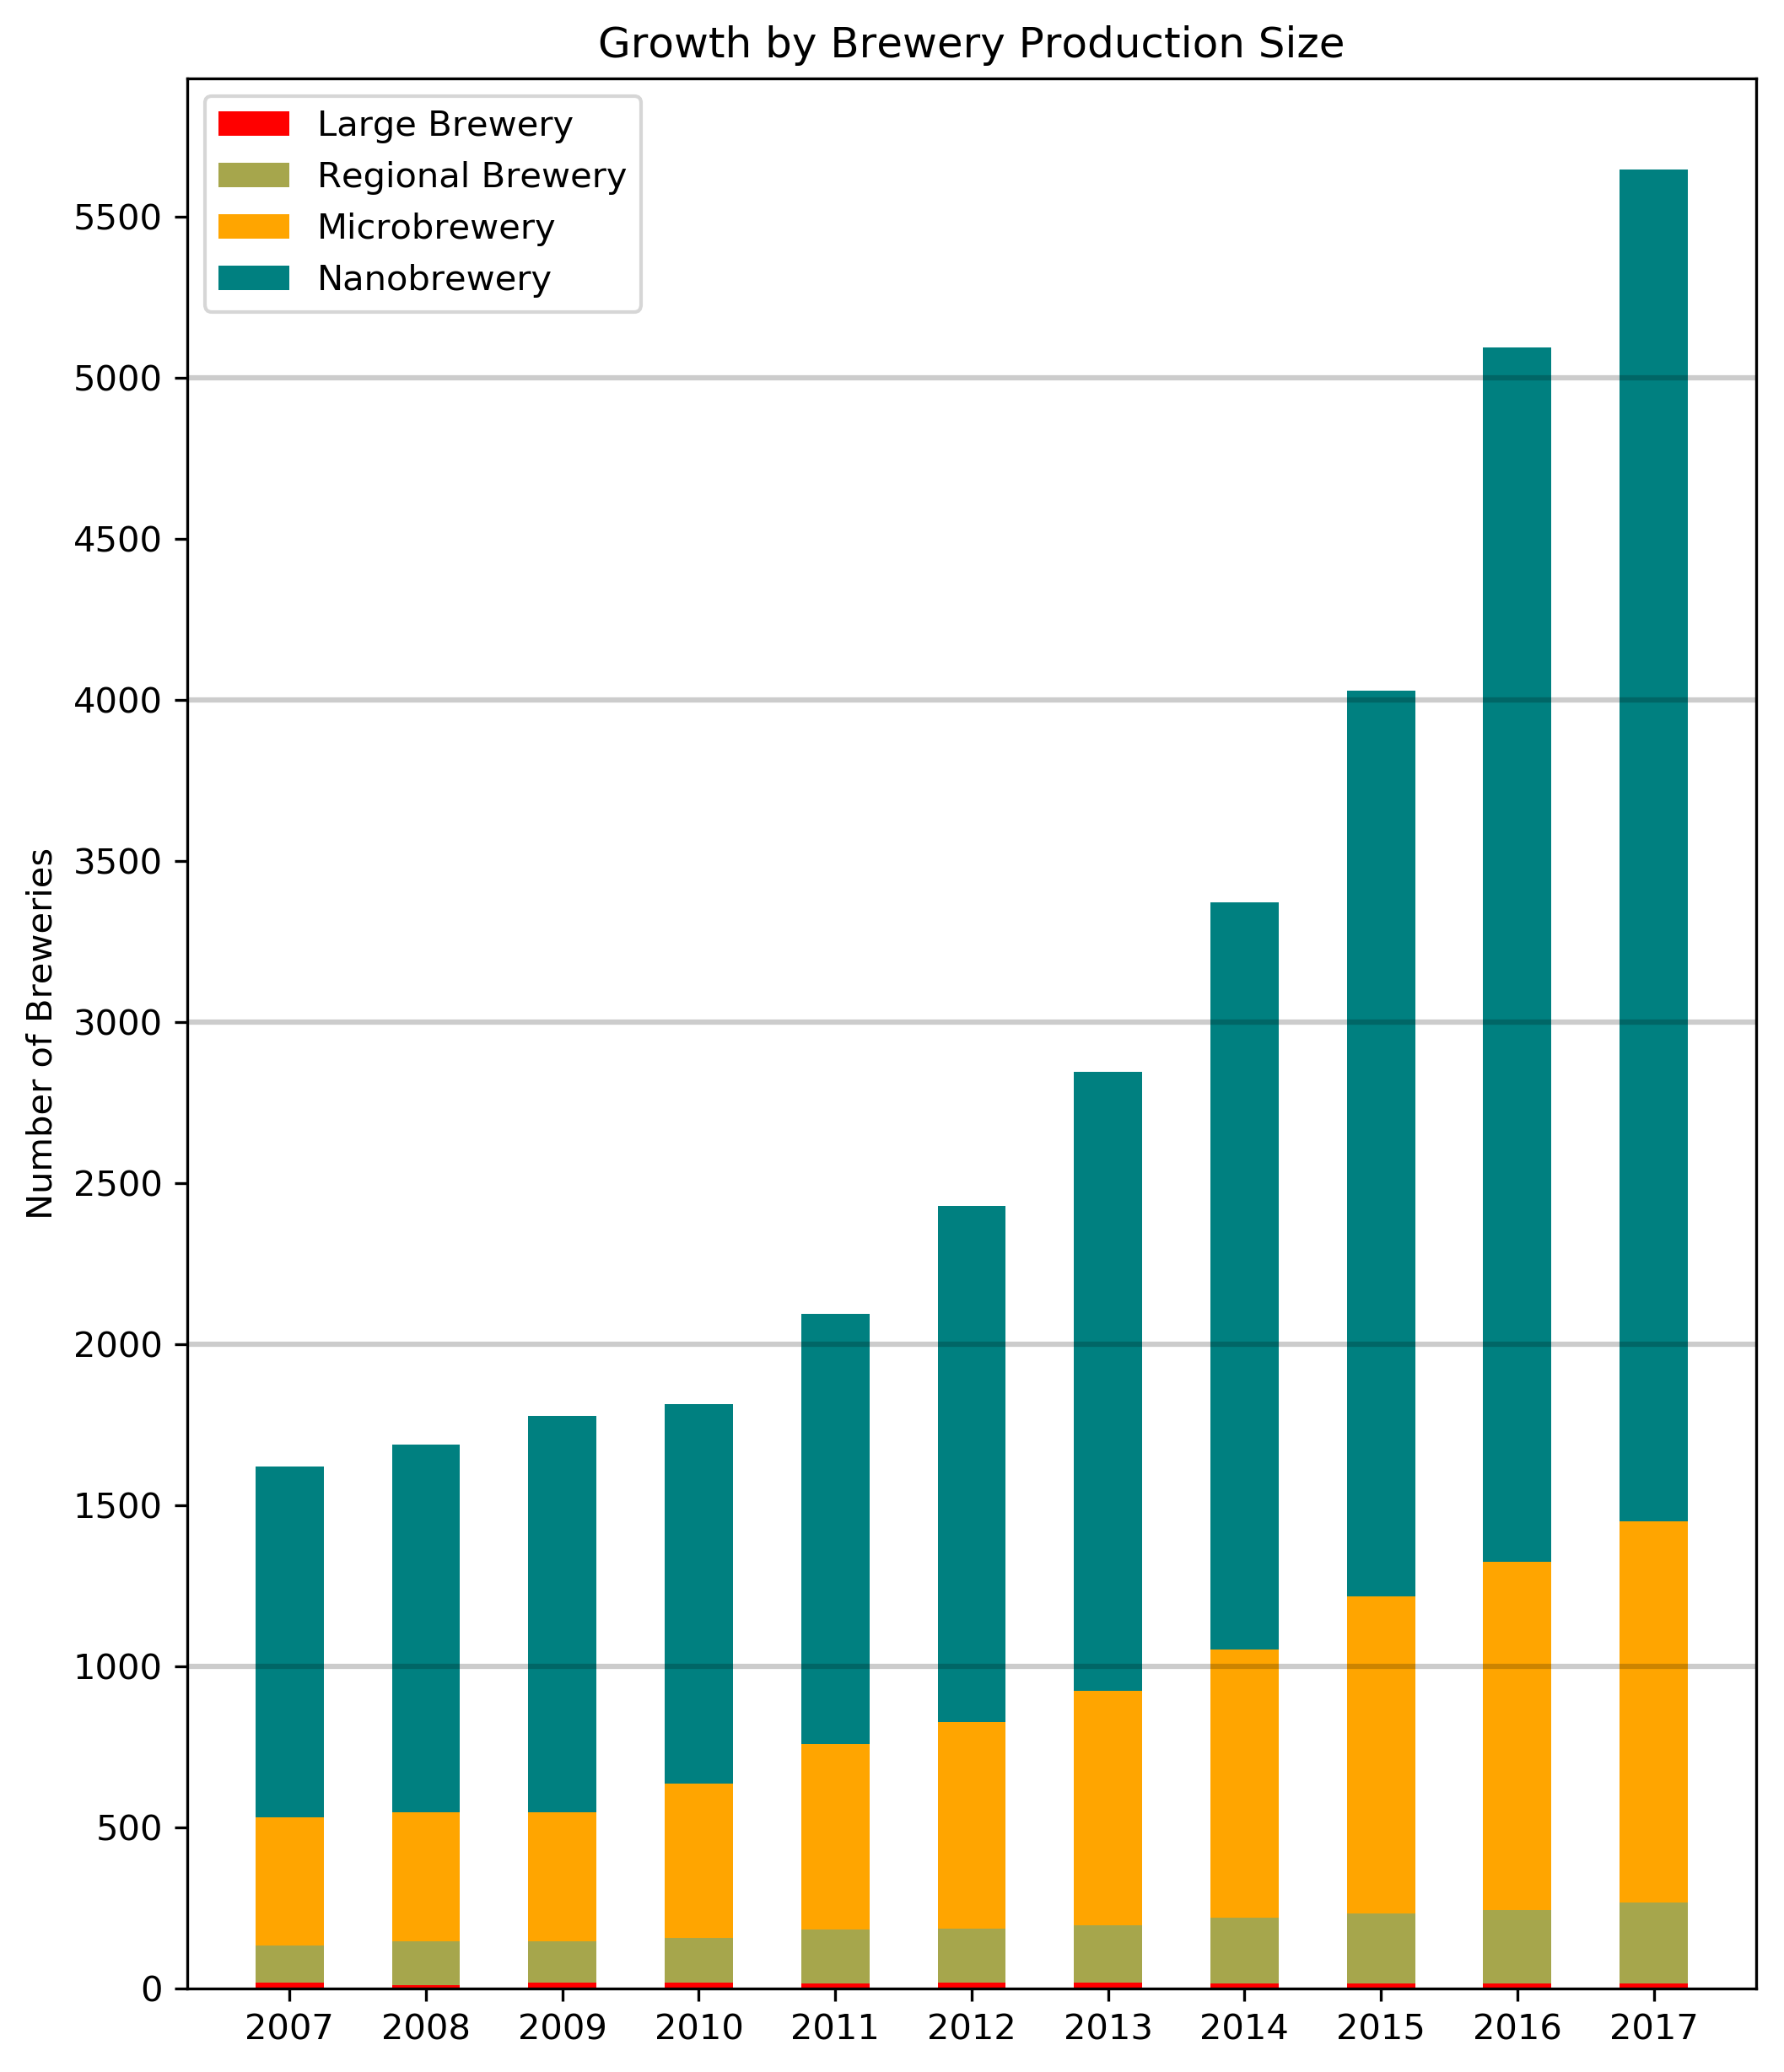 Growth by Brewery Production Size
Large Brewery
Regional Brewery
Microbrewery
Nanobrewery
Number of Breweries
5500
5000
4500
4000
3500
3000
2500
2000
1500
1000
500
0
2007 2008 2009 2010 2011 2012 2013 2014 2015 2016 2017